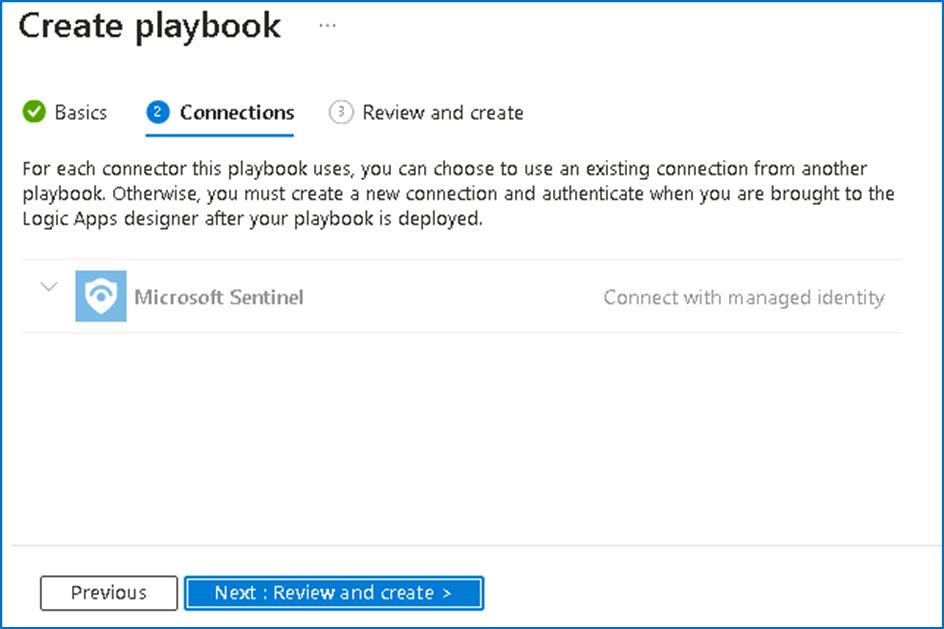 Create playbook ...
Basics 2 Connections 3 Review and create
For each connector this playbook uses, you can choose to use an existing connection from another
playbook. Otherwise, you must create a new connection and authenticate when you are brought to the
Logic Apps designer after your playbook is deployed.
Microsoft Sentinel Connect with managed identity
Previous Next : Review and create >